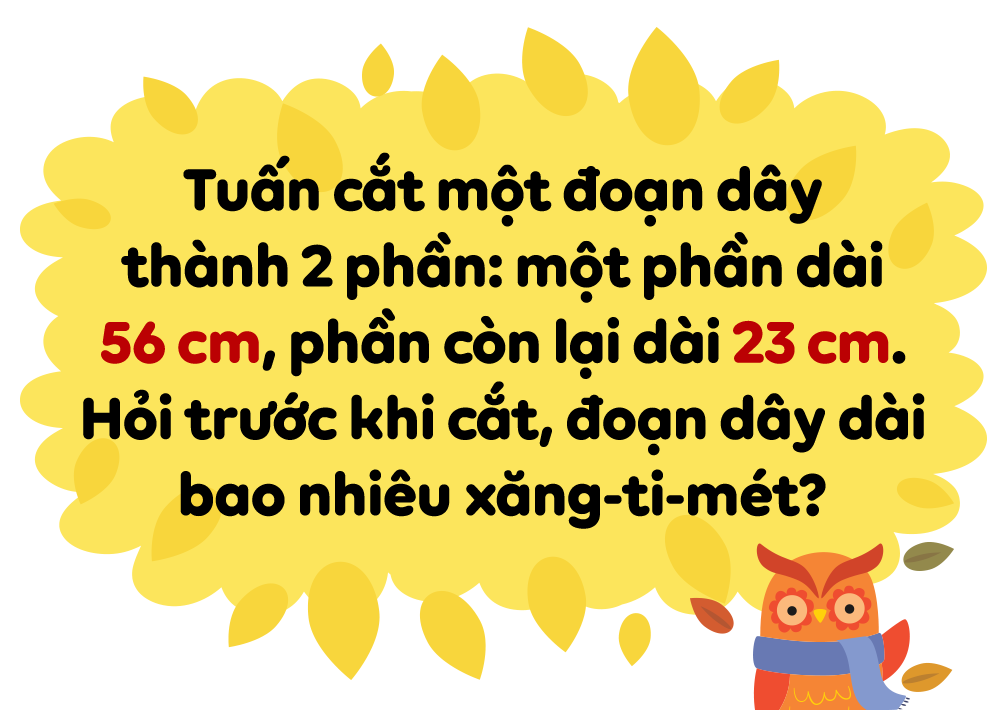 Tuấn cắt một đoạn dây
thành 2 phần: một phần dài
56 cm, phần còn lại dài 23 cm.
Hỏi trước khi cắt, đoạn dây dài
bao nhiêu xăng-ti-mét?